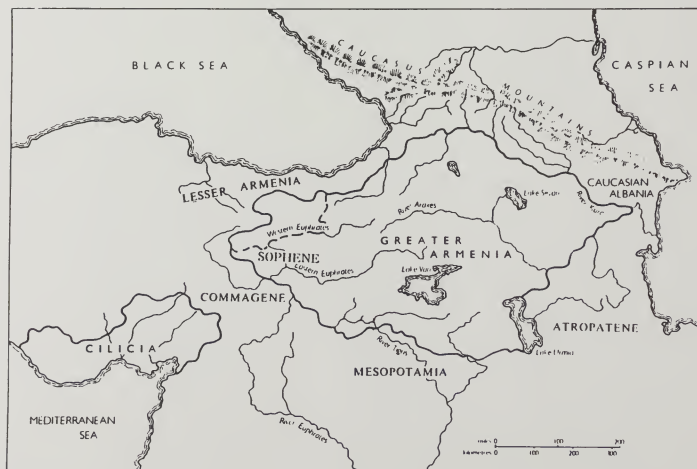 BLACK SEA
CAUCASUS
MOUNTAINS
CASPIAN
SEA
LESSER ARMENIA
CAUCASIAN
ALBANIA
Lake Sevan
River Kura
River Araxes
Western Euphrates
GREATER
ARMENIA
SOPHENE
Eastern Euphrates
Lake Van
COMMAGENE
ATROPATENE
CILICIA
River Tigris
Lake Urmia
MESOPOTAMIA
MEDITERRANEAN
SEA
River Euphrates
miles 0 100 200
kilometres 0 100 200 300